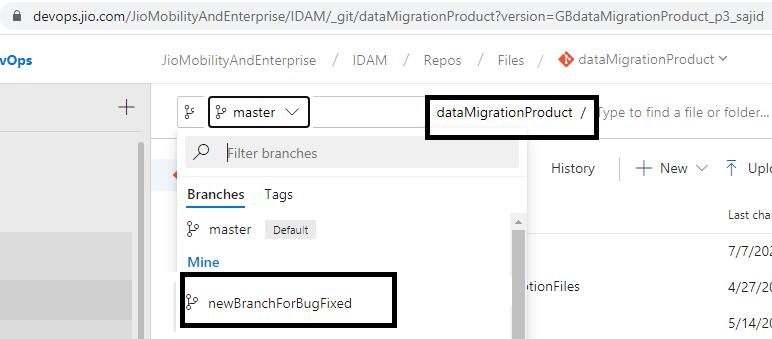 devops.jio.com/JioMobilityAndEnterprise/IDAM/_git/dataMigrationProduct?version=GBdataMigrationProduct_p3_sajid
vOps
JioMobilityAndEnterprise / IDAM / Repos / Files / dataMigrationProduct
master
dataMigrationProduct / Type to find a file or folder...
Filter branches
History
New
Uplo
Branches Tags
Last cha
master Default
7/7/202
Mine
otionFiles
4/27/20
newBranchForBugFixed
5/14/20